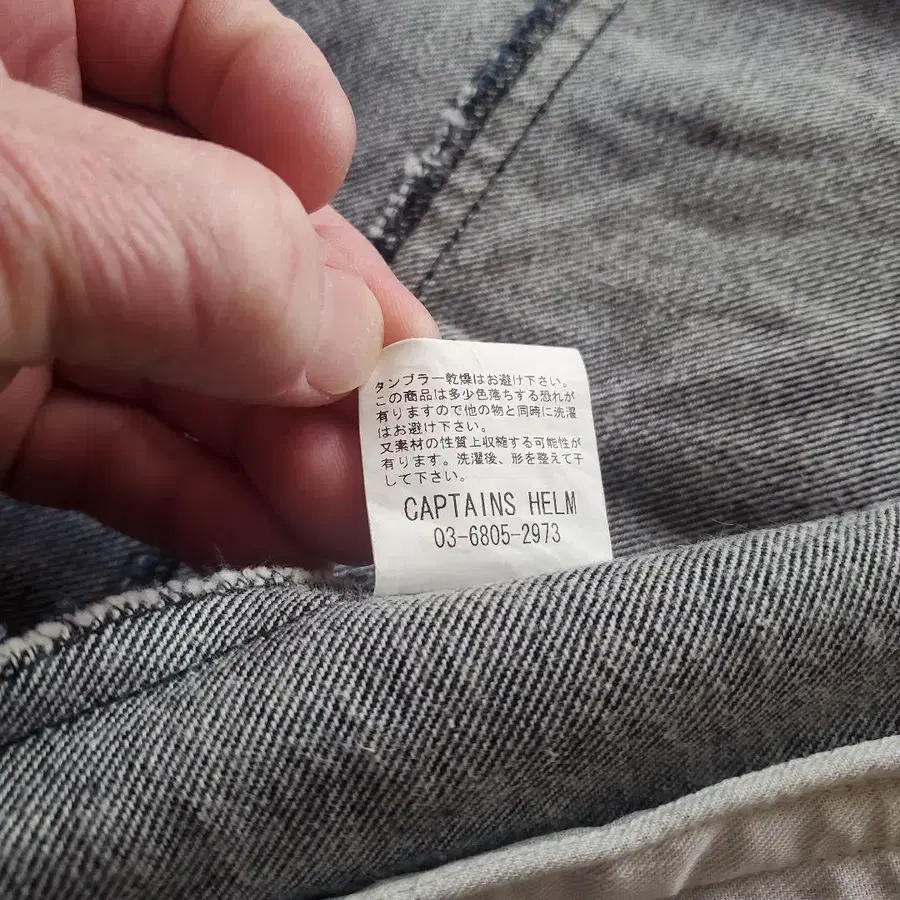 タンブラー乾燥はお避け下さい。
この商品は多少色落ちする恐れが
有りますので他の物と同時に洗濯
はお避け下さい。
又素材の性質上収縮する可能性が
有ります。洗濯後、形を整えて干
して下さい。
CAPTAINS HELM
03-6805-2973